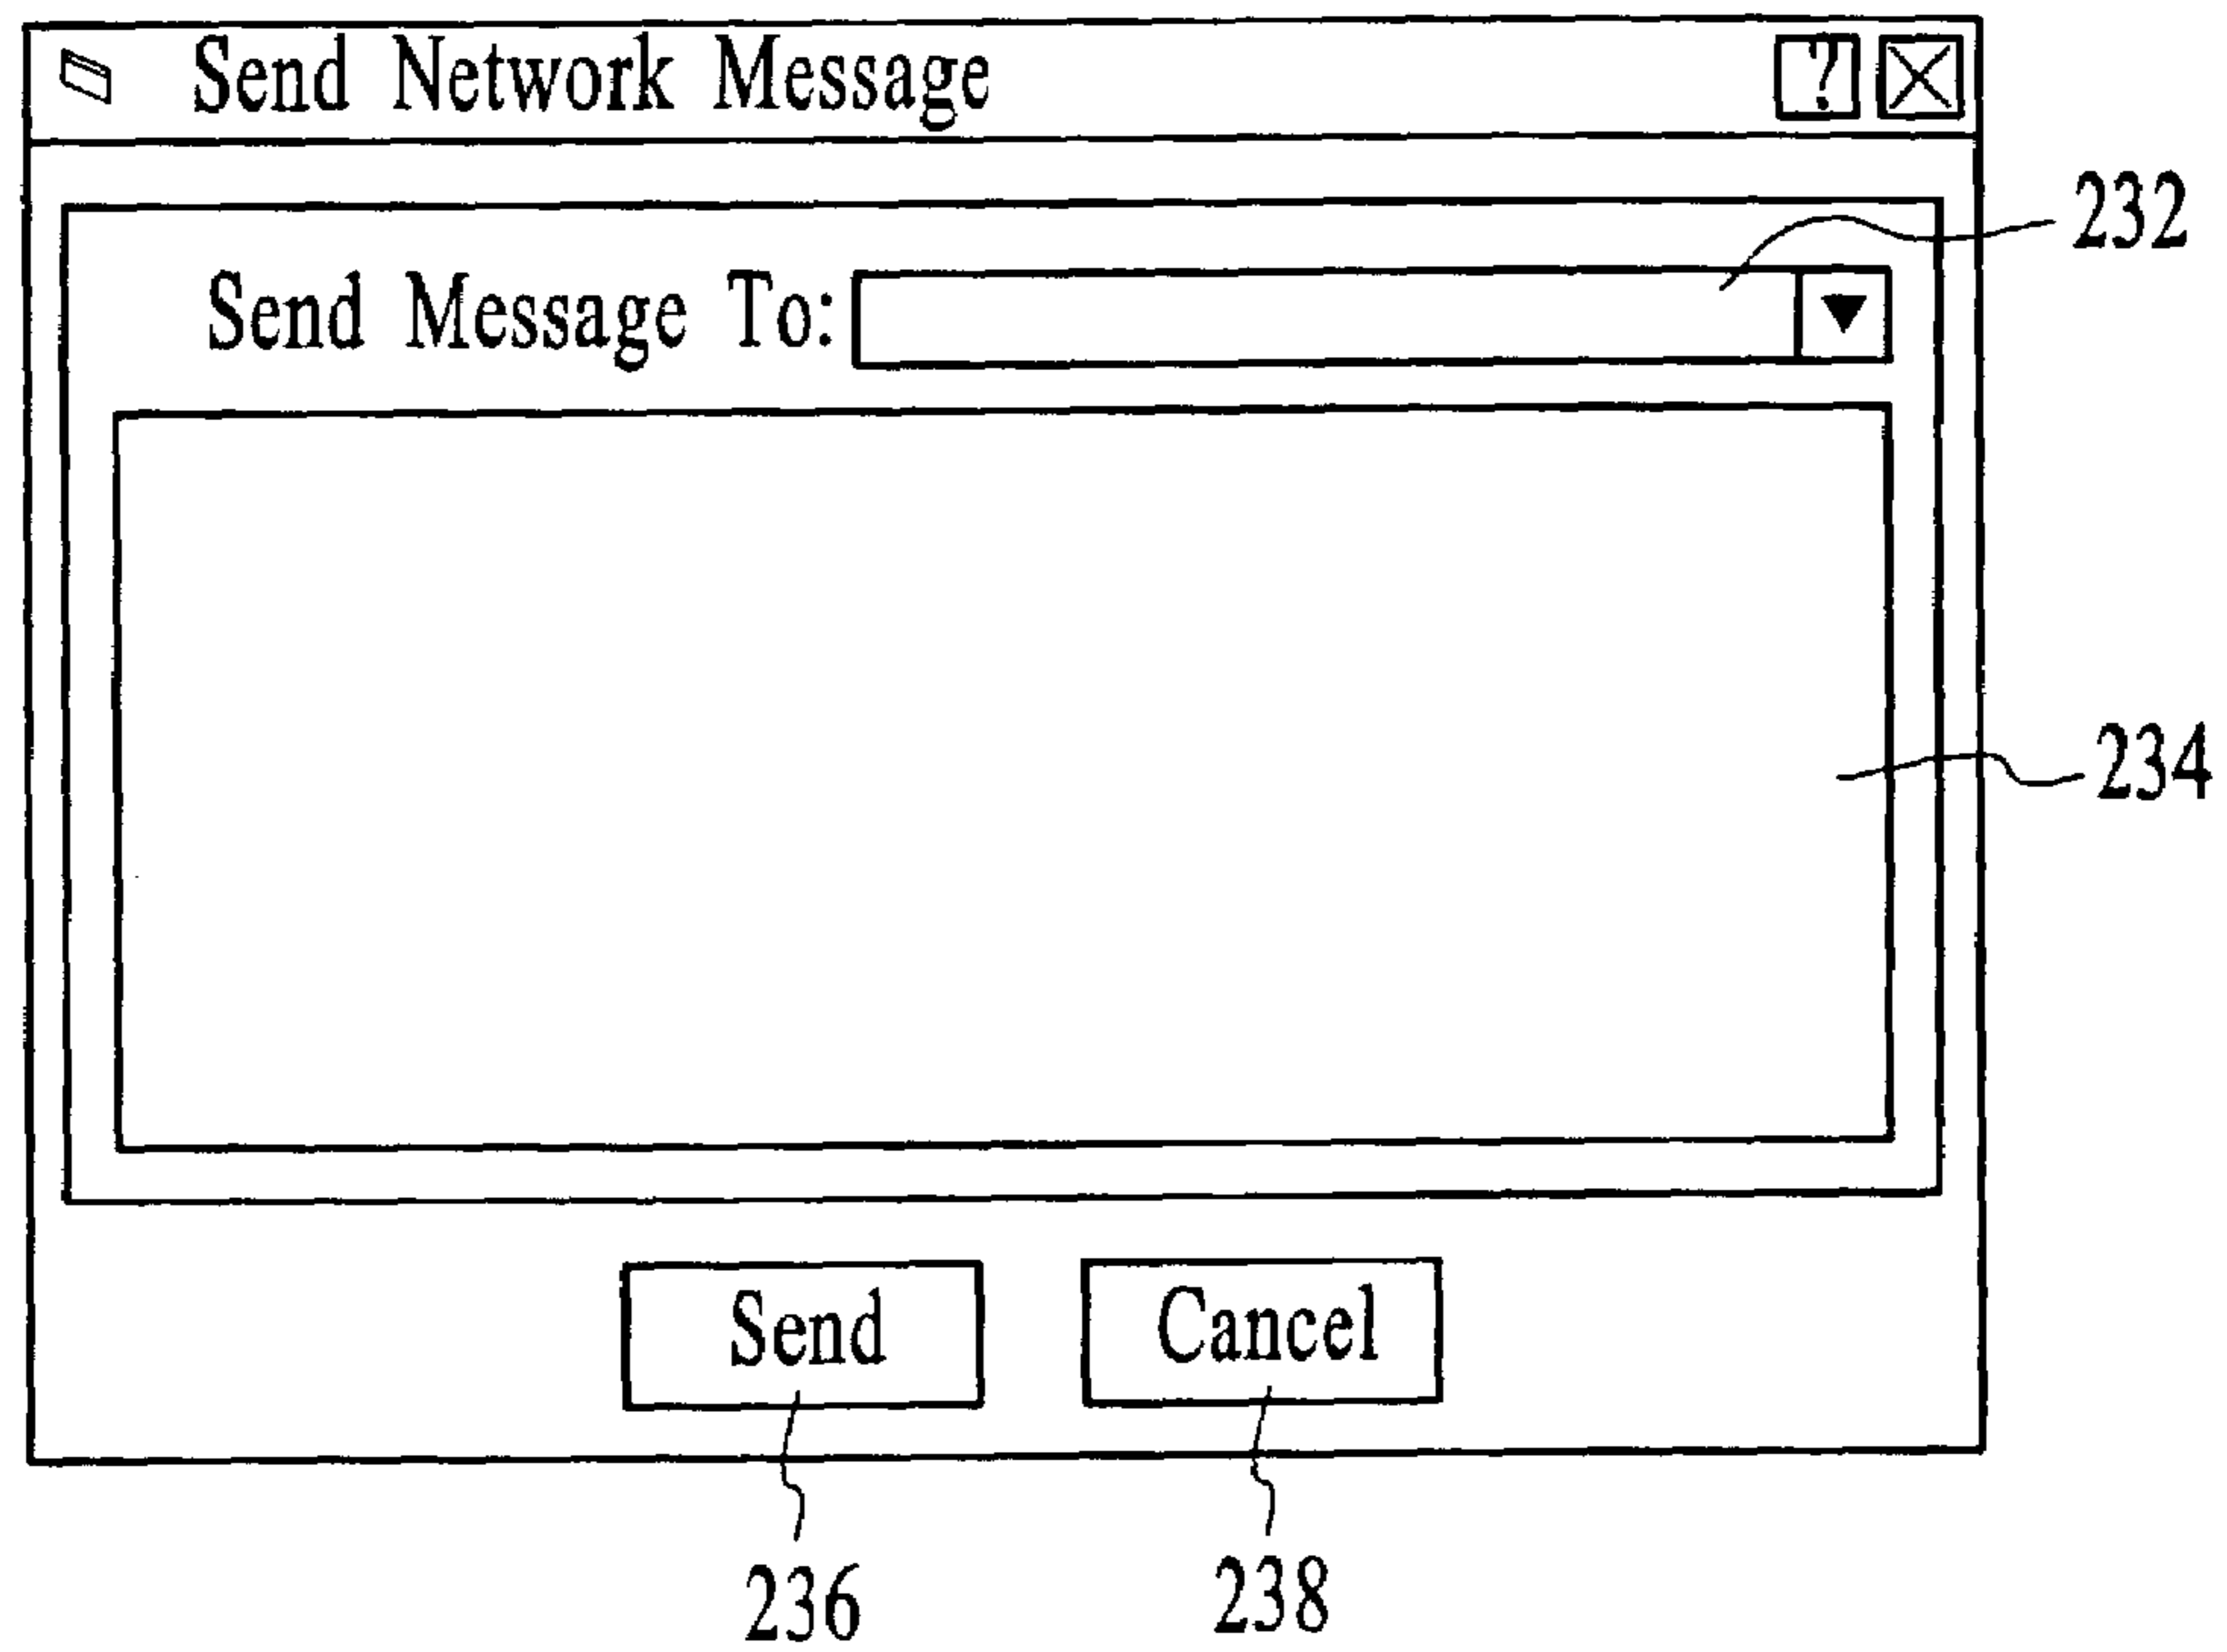 Send Network Message ?
232
Send Message To:
234
Send Cancel
236 238